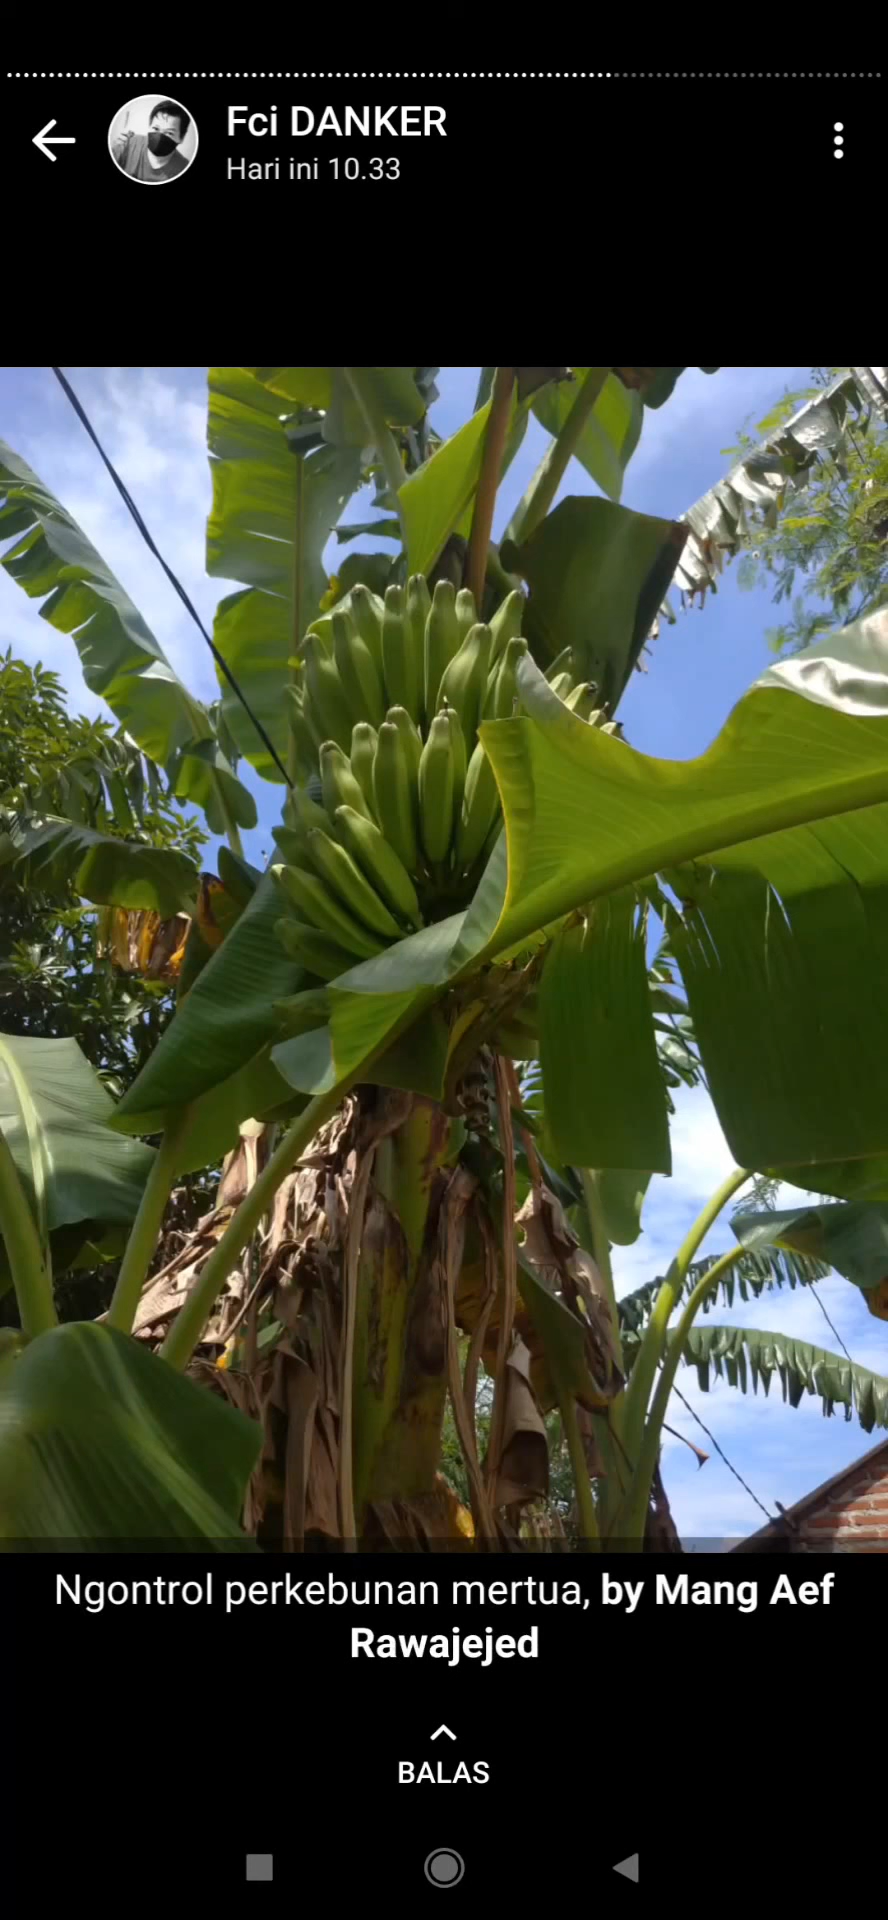 Fci DANKER
Hari ini 10.33
Ngontrol perkebunan mertua, by Mang Aef
Rawajejed
BALAS